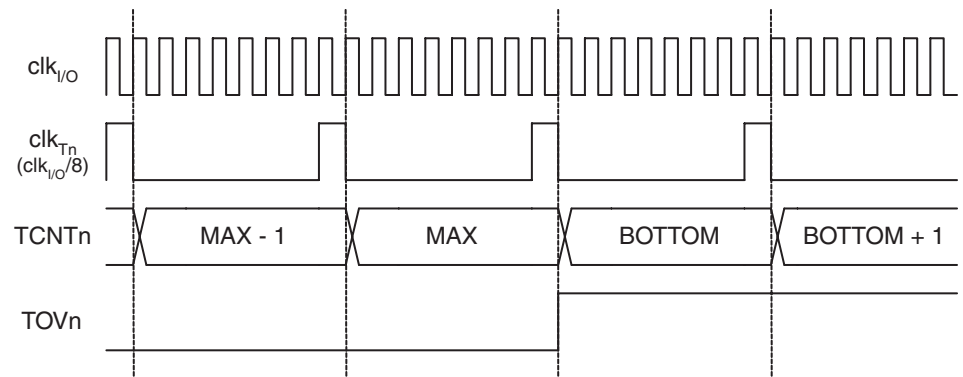 clkI/O
clkTn
(clkI/O/8)
TCNTn MAX - 1 MAX BOTTOM BOTTOM + 1
TOVn